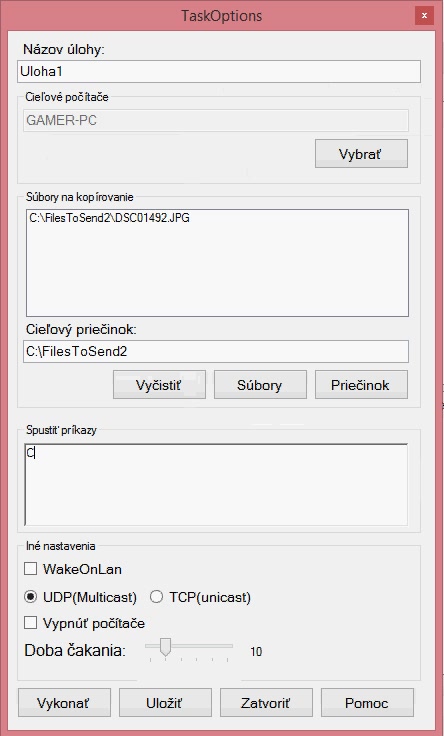 TaskOptions
x
Názov úlohy:
Uloha1
Cieľové počítače
GAMER-PC
Vybrať
Súbory na kopírovanie
C:\FilesToSend2\DSC01492.JPG
Cieľový priečinok:
C:\FilesToSend2
Vyčistiť Súbory Priečinok
Spustiť príkazy
C
Iné nastavenia
WakeOnLan
UDP(Multicast) TCP(unicast)
Vypnúť počítače
Doba čakania: 10
Vykonať Uložiť Zatvoriť Pomoc